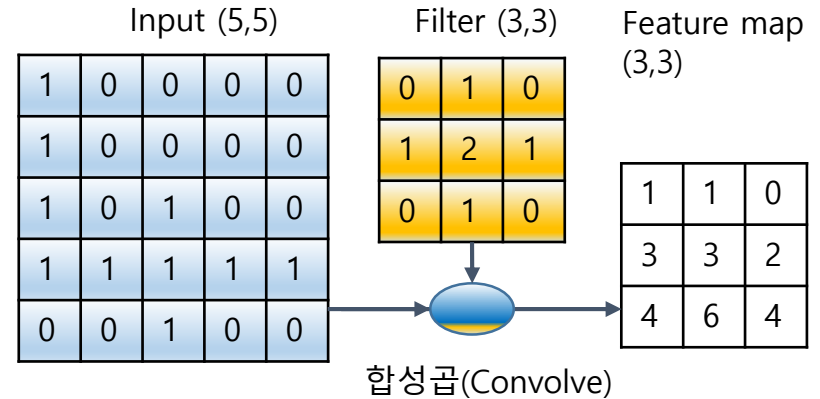 Input (5,5)
Filter (3,3)
Feature map
(3,3)
1 0 0 0 0
1 0 0 0 0
1 0 1 0 0
1 1 1 1 1
0 0 1 0 0
0 1 0
1 2 1
0 1 0
1 1 0
3 3 2
4 6 4
합성곱(Convolve)